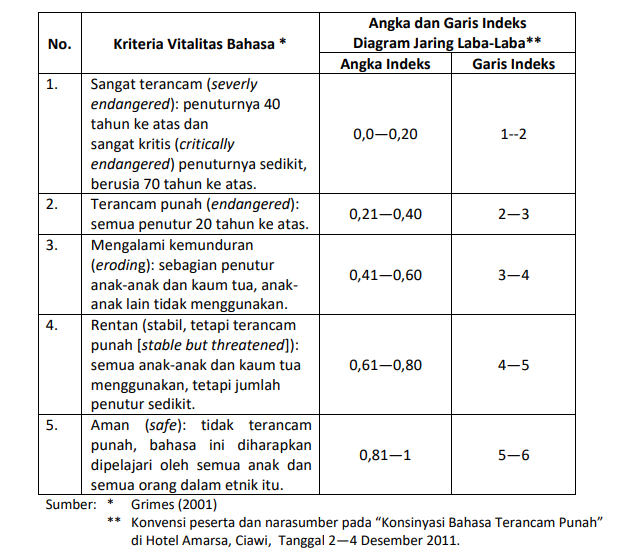 No.
Kriteria Vitalitas Bahasa *
Angka dan Garis Indeks
Diagram Jaring Laba-Laba**
Angka Indeks
Garis Indeks
1.
Sangat terancam (severly
endangered): penuturnya 40
tahun ke atas dan
sangat kritis (critically
endangered) penuturnya sedikit,
berusia 70 tahun ke atas.
0,0—0,20
1--2
2.
Terancam punah (endangered):
semua penutur 20 tahun ke atas.
0,21—0,40
2—3
3.
Mengalami kemunduran
(eroding): sebagian penutur
anak-anak dan kaum tua, anak-
anak lain tidak menggunakan.
0,41—0,60
3—4
4.
Rentan (stabil, tetapi terancam
punah [stable but threatened]):
semua anak-anak dan kaum tua
menggunakan, tetapi jumlah
penutur sedikit.
0,61—0,80
4—5
5.
Aman (safe): tidak terancam
punah, bahasa ini diharapkan
dipelajari oleh semua anak dan
semua orang dalam etnik itu.
0,81—1
5—6
Sumber: * Grimes (2001)
** Konvensi peserta dan narasumber pada “Konsinyasi Bahasa Terancam Punah”
di Hotel Amarsa, Ciawi, Tanggal 2—4 Desember 2011.